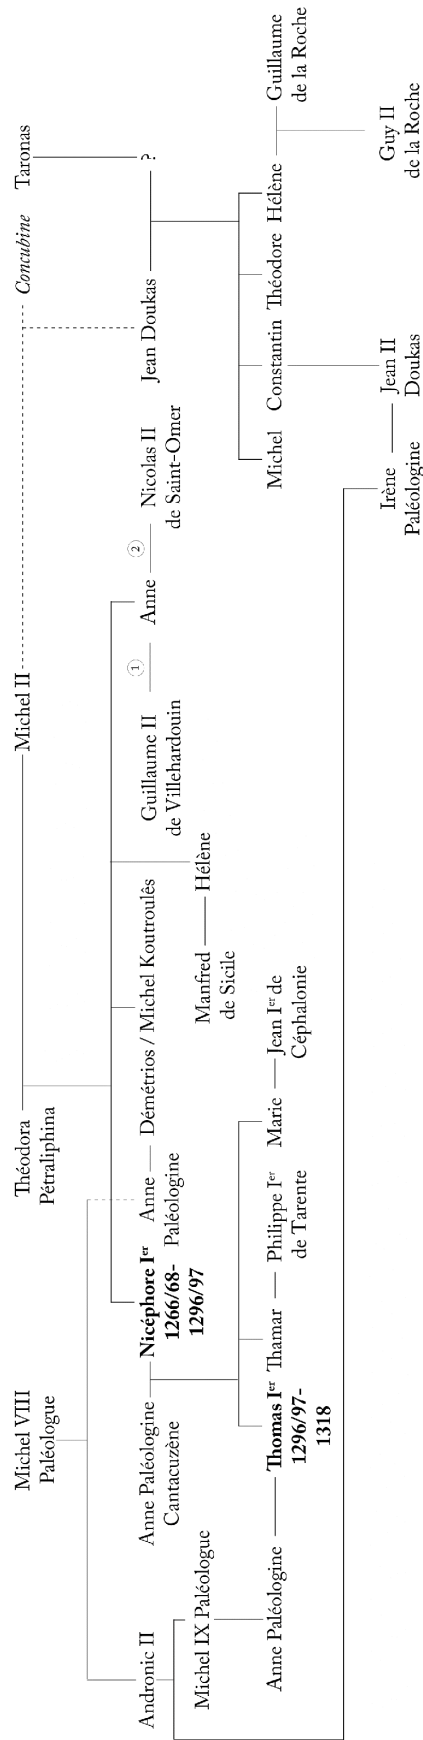 Michel VIII
Paléologue
Théodora
Pétraliphina
Michel II
Concubine
Taronas
Andronic II
Anne Paléologine
Cantacuzène
Nicéphore Ier
1266/68-
1296/97
Anne
Paléologine
Démétrios / Michel Koutroulês
Guillaume II
de Villehardouin
1
Anne
2
Nicolas II
de Saint-Omer
Jean Doukas
?
Michel IX Paléologue
Manfred
de Sicile
Hélène
Anne Paléologine
Thomas Ier
1296/97-
1318
Thamar
Philippe Ier
de Tarente
Marie
Jean Ier de
Céphalonie
Michel
Constantin
Théodore
Hélène
Guillaume
de la Roche
Irène
Paléologine
Jean II
Doukas
Guy II
de la Roche